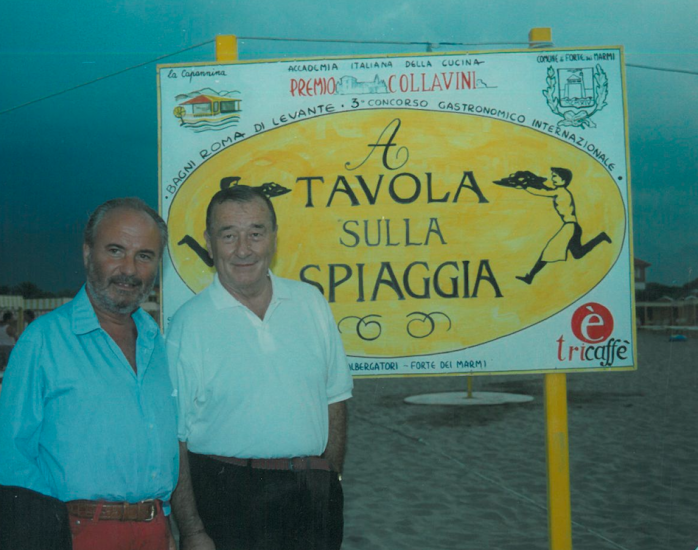 la Capannina
ACCADEMIA ITALIANA DELLA CUCINA
PREMIO COLLAVINI
COMUNE DI FORTE DEI MARMI
• BAGNI ROMA DI LEVANTE • 3° CONCORSO GASTRONOMICO INTERNAZIONALE •
A
TAVOLA
SULLA
SPIAGGIA
è
tricaffè
ALBERGATORI - FORTE DEI MARMI